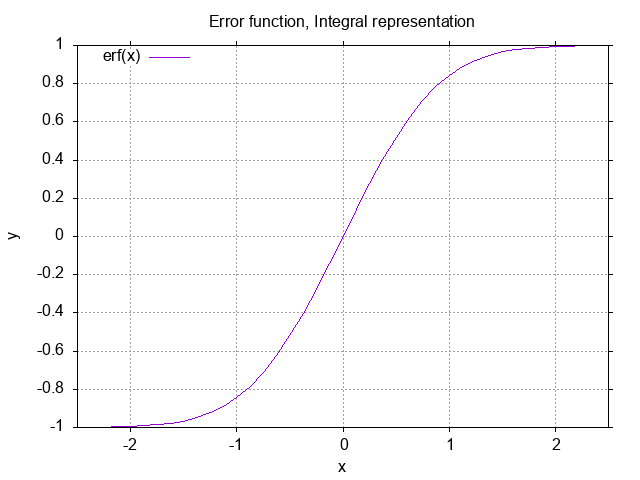 Error function, Integral representation
erf(x)
1
0.8
0.6
0.4
0.2
0
-0.2
-0.4
-0.6
-0.8
-1
y
-2 -1 0 1 2
x